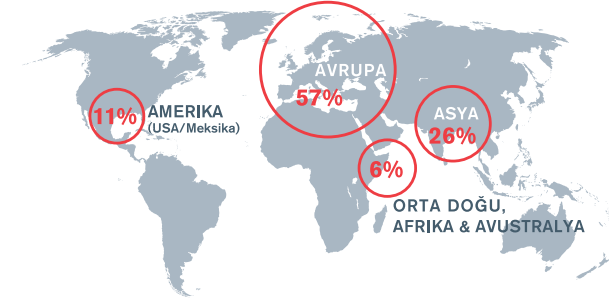 AVRUPA
57%
11%
AMERIKA
(USA/Meksika)
ASYA
26%
6%
ORTA DOĞU,
AFRIKA & AVUSTRALYA